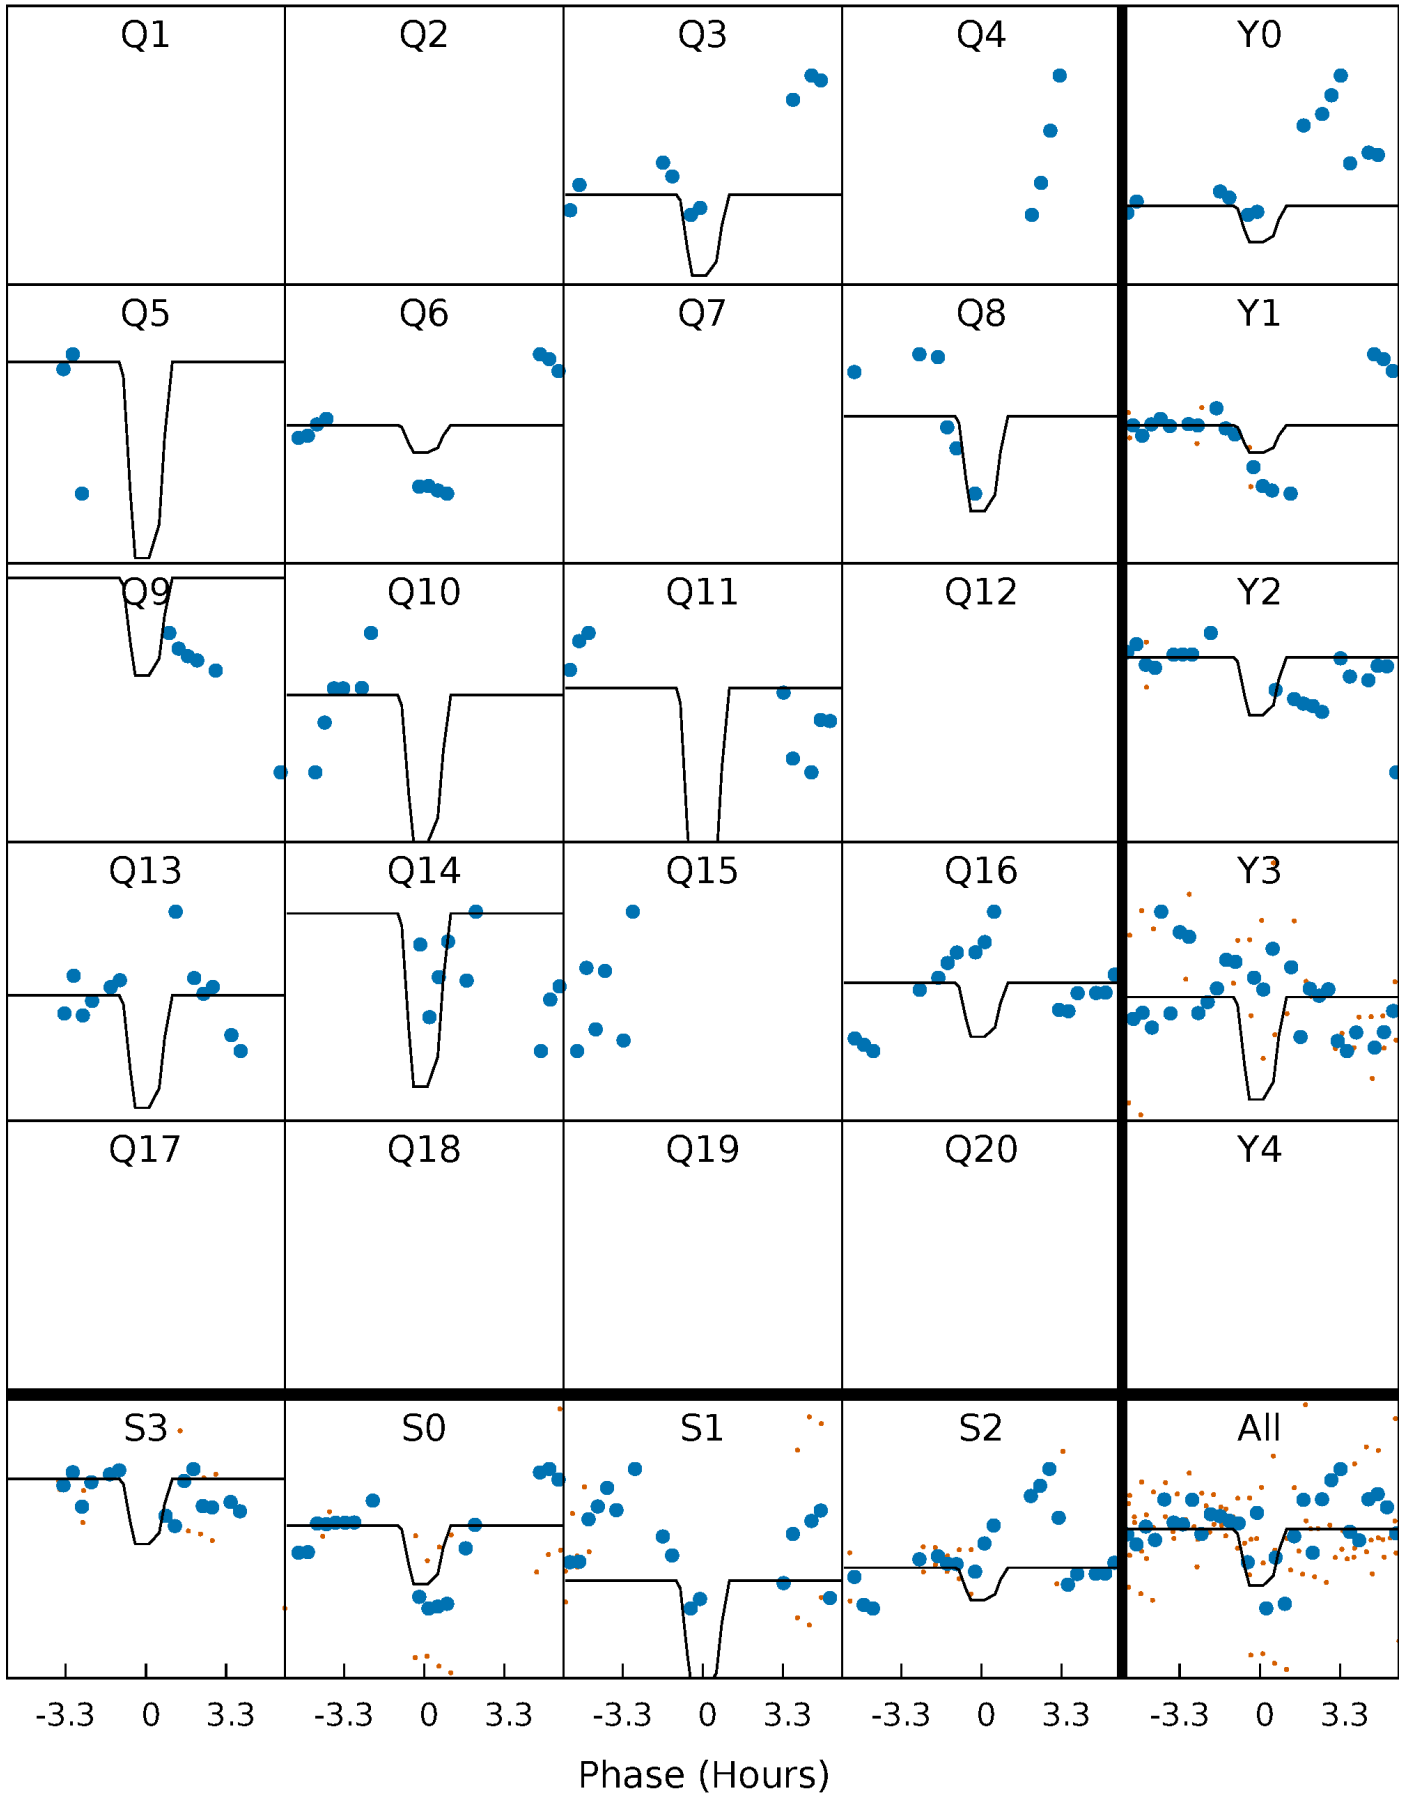 Q1 Q2 Q3 Q4 Y0
Q5 Q6 Q7 Q8 Y1
Q9 Q10 Q11 Q12 Y2
Q13 Q14 Q15 Q16 Y3
Q17 Q18 Q19 Q20 Y4
S3 S0 S1 S2 All
-3.3 0 3.3 -3.3 0 3.3 -3.3 0 3.3 -3.3 0 3.3 -3.3 0 3.3
Phase (Hours)